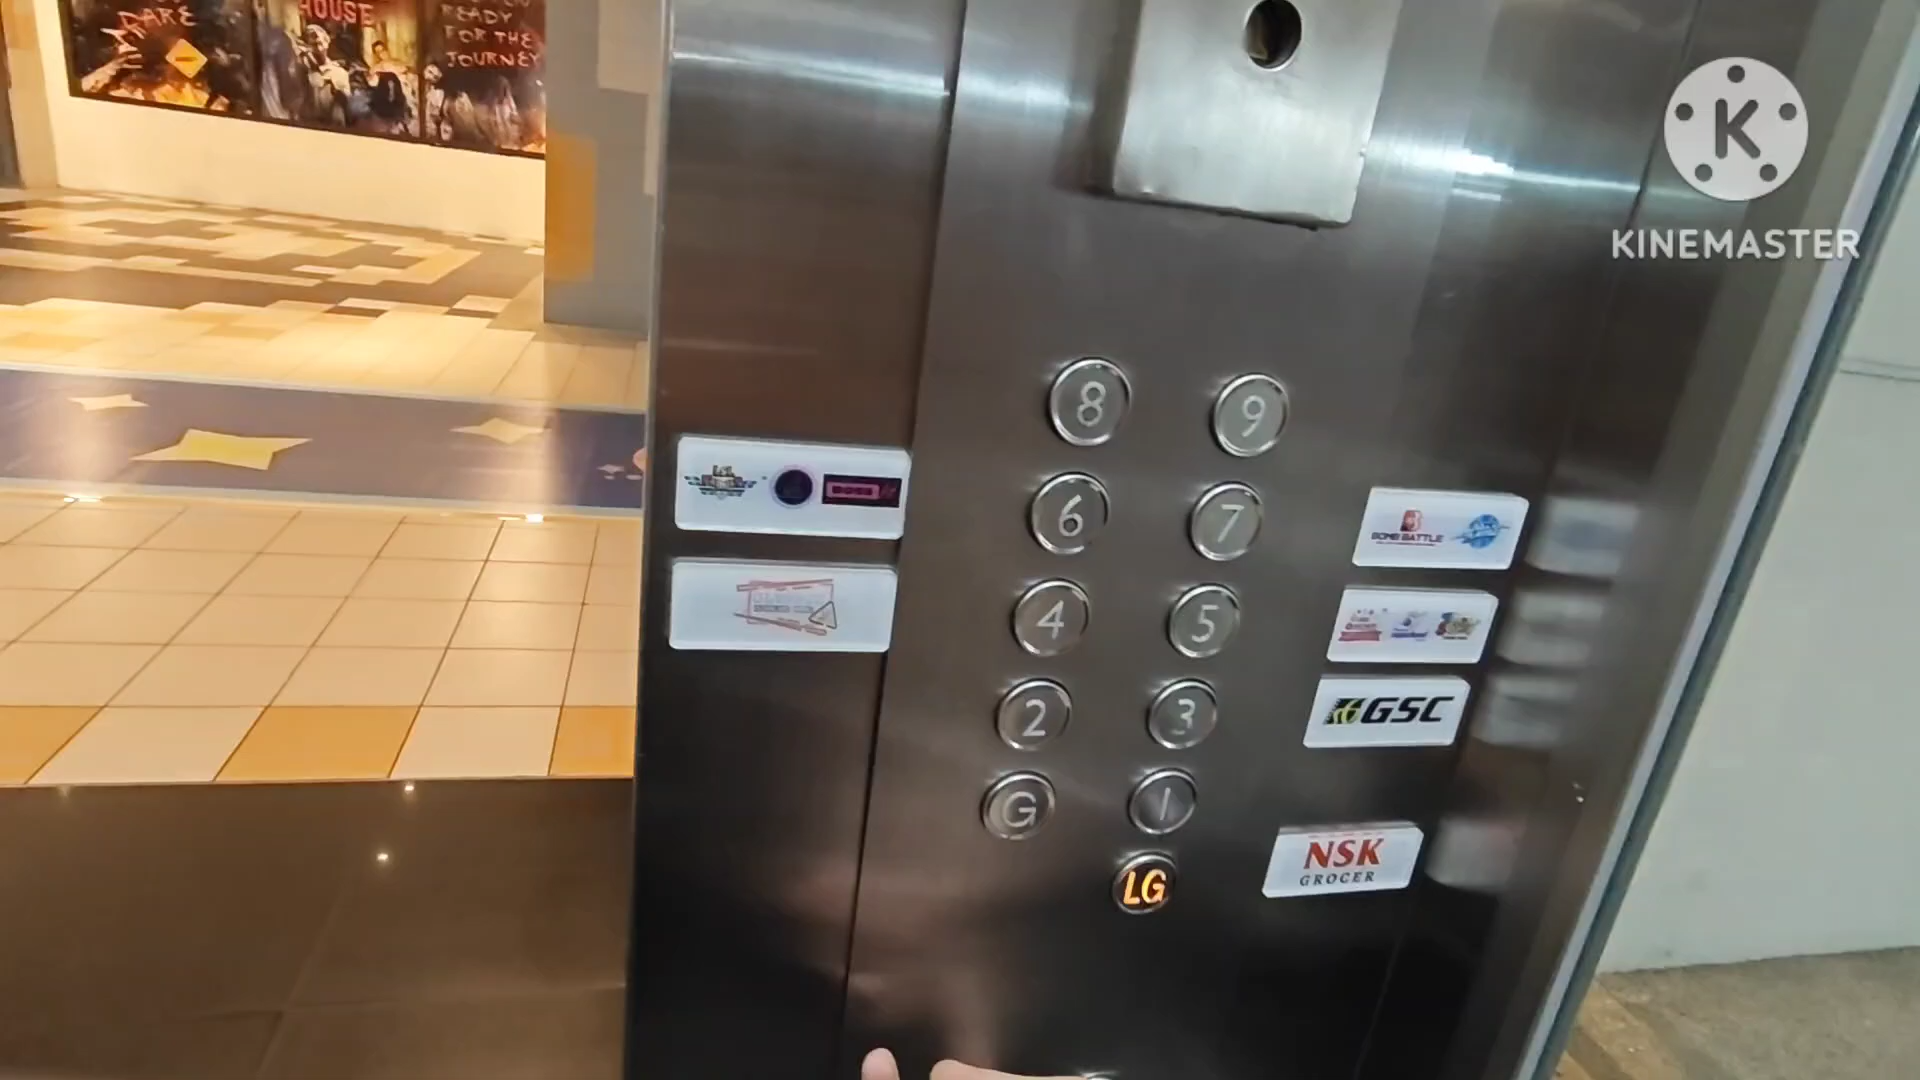 DARE
HOUSE
READY
FOR THE
JOURNEY
K
KINEMASTER
8
9
6
7
BOMB BATTLE
4
5
2
3
GSC
G
1
LG
NSK
GROCER